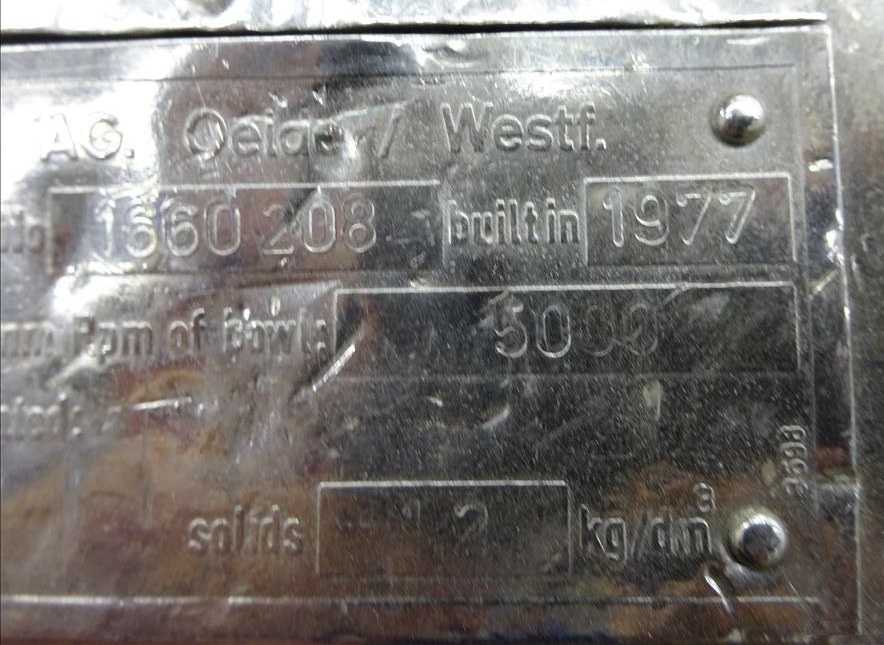 AG. Oelde / Westf.
1660 208 built in 1977
Rpm of bowl: 5000
solids 1,2 kg/dm³